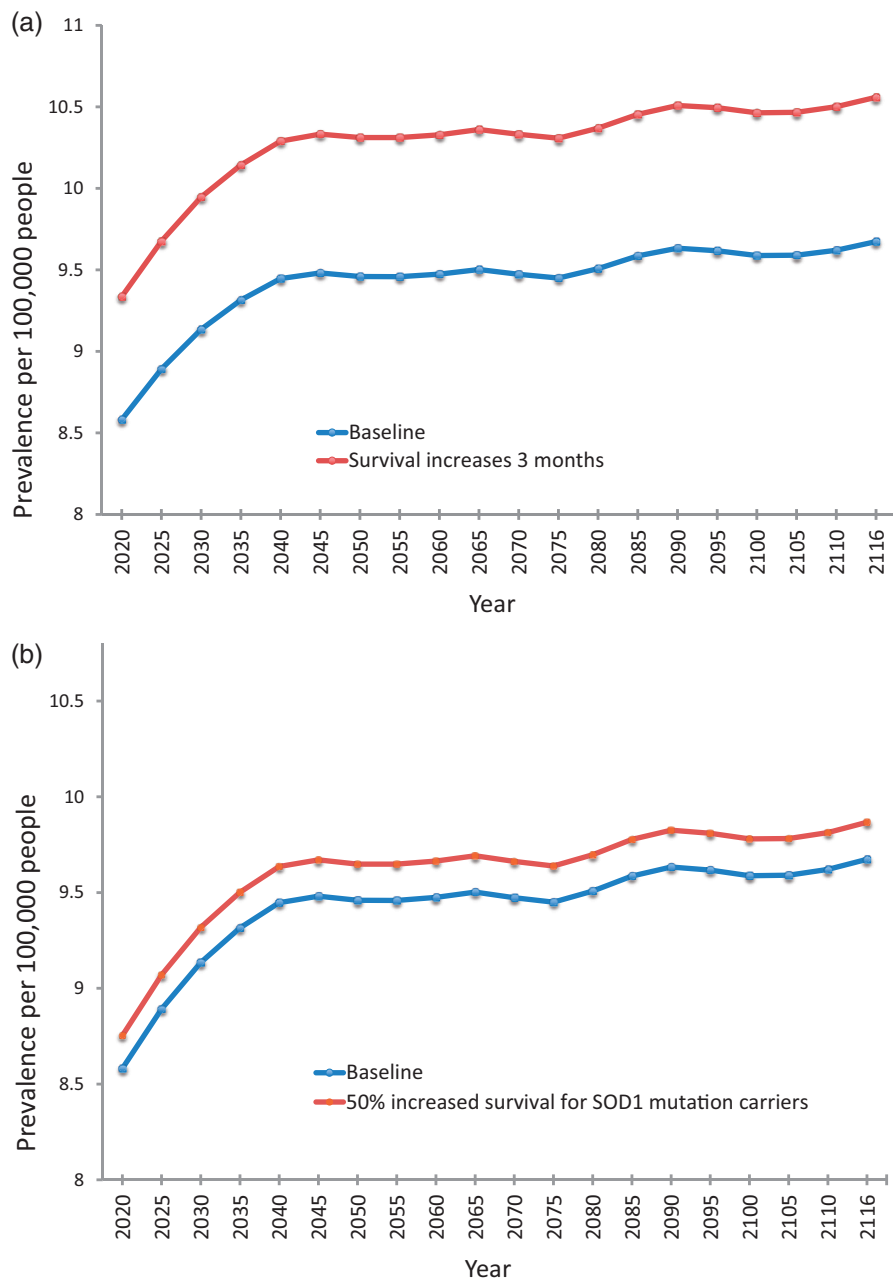 (a)
Prevalence per 100,000 people
11
10.5
10
9.5
9
8.5
8
Baseline
Survival increases 3 months
2020 2025 2030 2035 2040 2045 2050 2055 2060 2065 2070 2075 2080 2085 2090 2095 2100 2105 2110 2116
Year
(b)
Prevalence per 100,000 people
10.5
10
9.5
9
8.5
8
Baseline
50% increased survival for SOD1 mutation carriers
2020 2025 2030 2035 2040 2045 2050 2055 2060 2065 2070 2075 2080 2085 2090 2095 2100 2105 2110 2116
Year